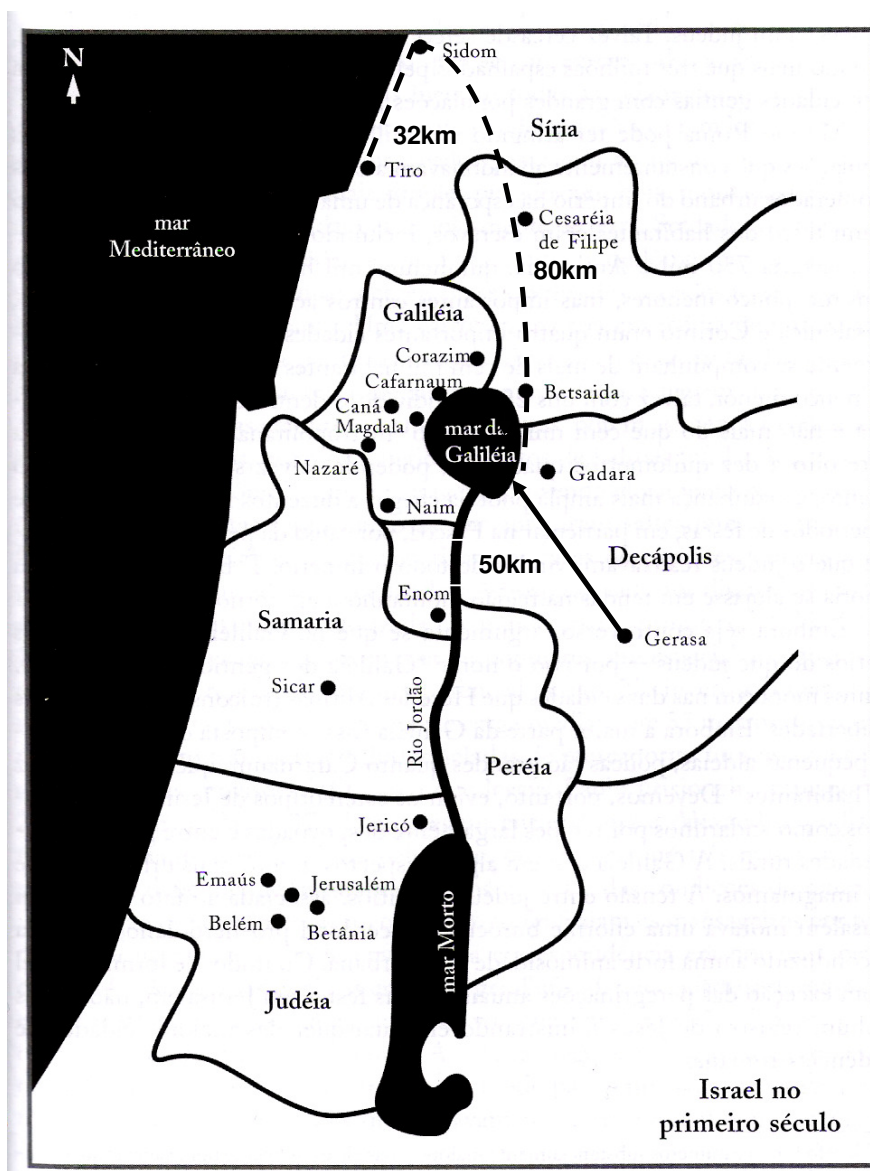 N
Sidom
32km
Síria
Tiro
mar
Mediterrâneo
Cesaréia
de Filipe
80km
Galiléia
Corazim
Cafarnaum
Betsaida
Caná
Magdala
mar da
Galiléia
Nazaré
Gadara
Naim
50km
Decápolis
Enom
Samaria
Gerasa
Sicar
Rio Jordão
Peréia
Jericó
Emaús
Jerusalém
Belém
Betânia
mar Morto
Judéia
Israel no
primeiro século